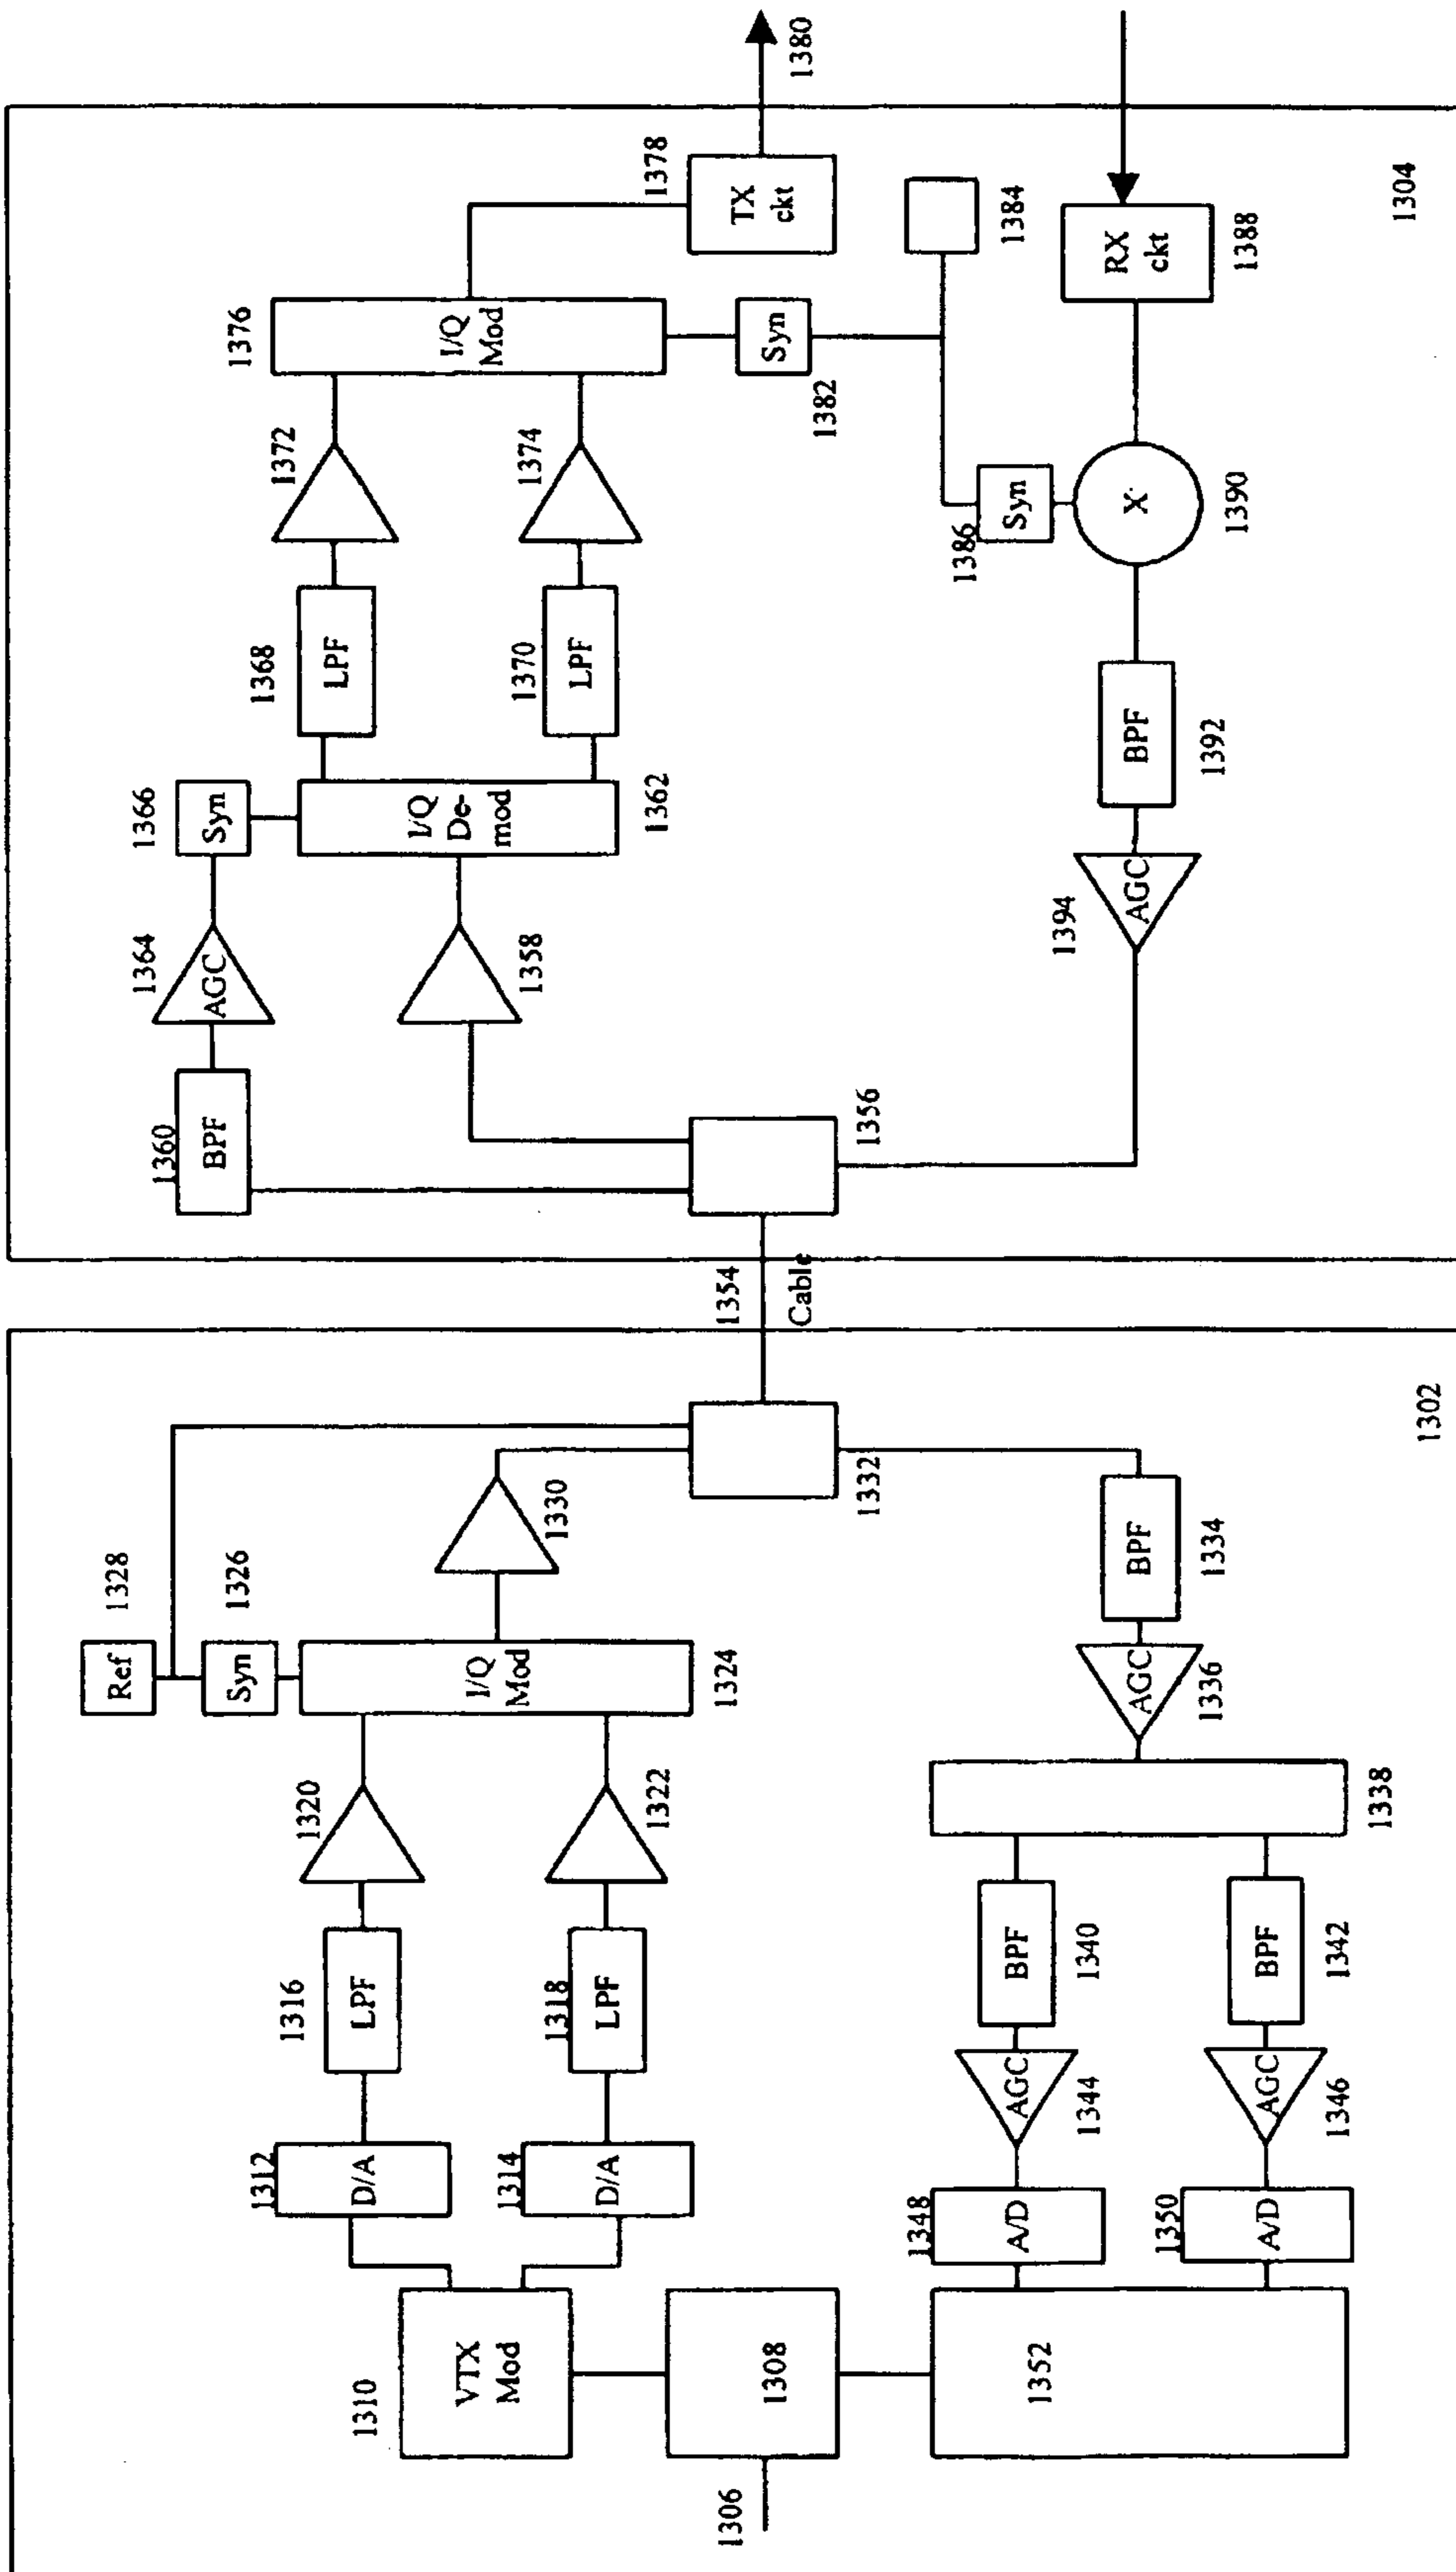 1306
1308
1310
VTX
Mod
1312
D/A
1314
D/A
1316
LPF
1318
LPF
1320
1322
1324
I/Q
Mod
Syn
1326
Ref
1328
1330
1332
BPF
1334
AGC
1336
1338
BPF
1340
BPF
1342
AGC
1344
AGC
1346
1348
A/D
1350
A/D
1352
1302
1354
Cable
1356
1358
1360
BPF
1362
I/Q
De-
mod
1364
AGC
1366
Syn
1368
LPF
1370
LPF
1372
1374
1376
I/Q
Mod
1378
TX
ckt
1380
Syn
1382
1384
1386
Syn
RX
ckt
1388
X
1390
BPF
1392
1394
AGC
1304